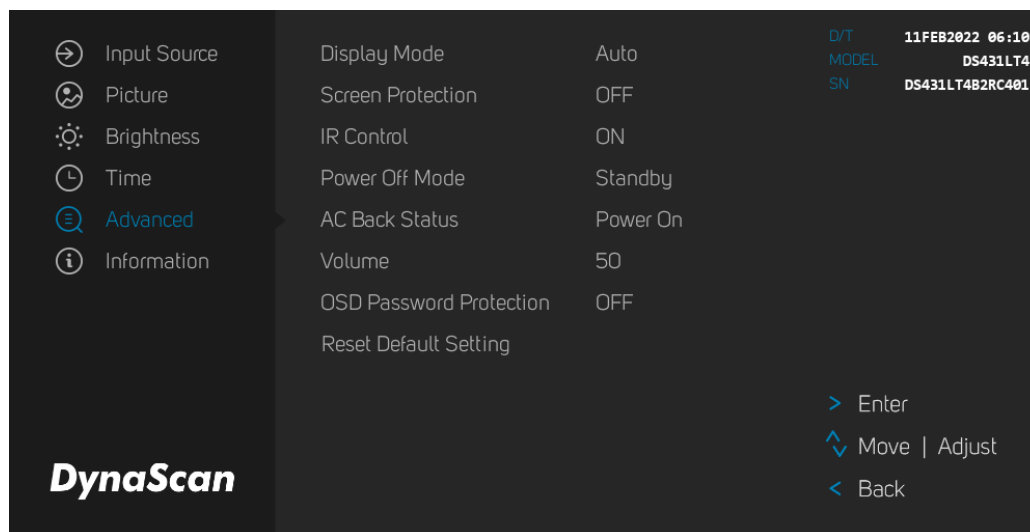 Input Source
Picture
Brightness
Time
Advanced
Information
DynaScan
Display Mode Auto
Screen Protection OFF
IR Control ON
Power Off Mode Standby
AC Back Status Power On
Volume 50
OSD Password Protection OFF
Reset Default Setting
D/T 11FEB2022 06:10
MODEL DS431LT4
SN DS431LT4B2RC401
> Enter
Move | Adjust
< Back